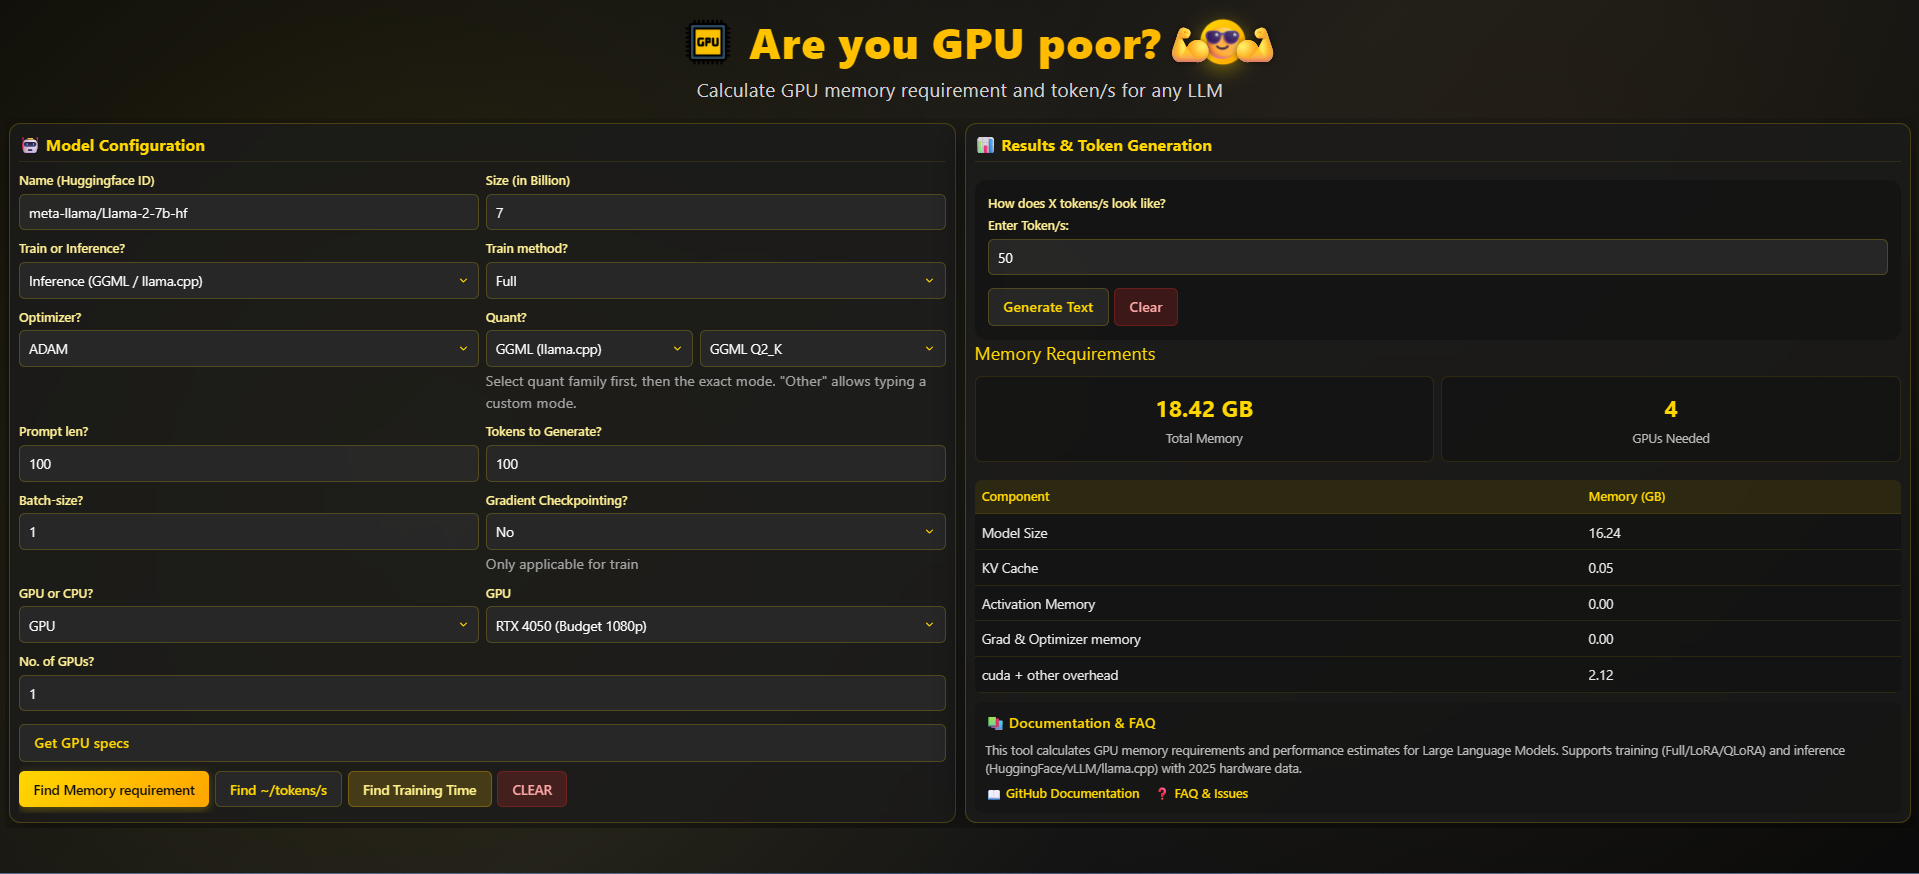 GPU
Are you GPU poor?
Calculate GPU memory requirement and token/s for any LLM
Model Configuration
Name (Huggingface ID)
Size (in Billion)
meta-llama/Llama-2-7b-hf
7
Train or Inference?
Train method?
Inference (GGML / llama.cpp)
Full
Optimizer?
Quant?
ADAM
GGML (llama.cpp)
GGML Q2_K
Select quant family first, then the exact mode. "Other" allows typing a
custom mode.
Prompt len?
Tokens to Generate?
100
100
Batch-size?
Gradient Checkpointing?
1
No
Only applicable for train
GPU or CPU?
GPU
GPU
RTX 4050 (Budget 1080p)
No. of GPUs?
1
Get GPU specs
Find Memory requirement
Find ~/tokens/s
Find Training Time
CLEAR
Results & Token Generation
How does X tokens/s look like?
Enter Token/s:
50
Generate Text
Clear
Memory Requirements
18.42 GB
Total Memory
4
GPUs Needed
Component
Memory (GB)
Model Size
16.24
KV Cache
0.05
Activation Memory
0.00
Grad & Optimizer memory
0.00
cuda + other overhead
2.12
Documentation & FAQ
This tool calculates GPU memory requirements and performance estimates for Large Language Models. Supports training (Full/LoRA/QLoRA) and inference
(HuggingFace/vLLM/llama.cpp) with 2025 hardware data.
GitHub Documentation
FAQ & Issues